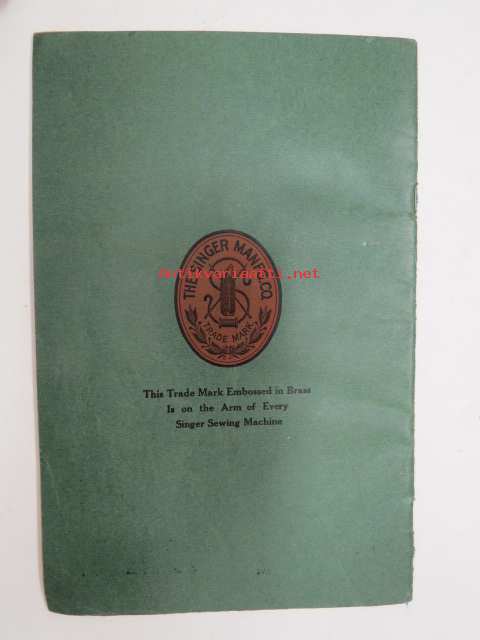 THE SINGER MANFG. CO.
TRADE MARK
Antikvariaatti.net
This Trade Mark Embossed in Brass
Is on the Arm of Every
Singer Sewing Machine